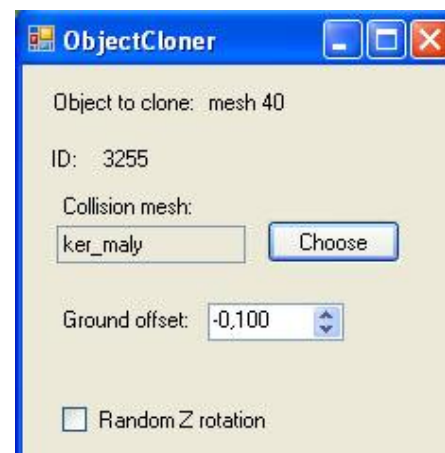 ObjectCloner
Object to clone: mesh 40
ID: 3255
Collision mesh:
ker_maly Choose
Ground offset: -0,100
Random Z rotation